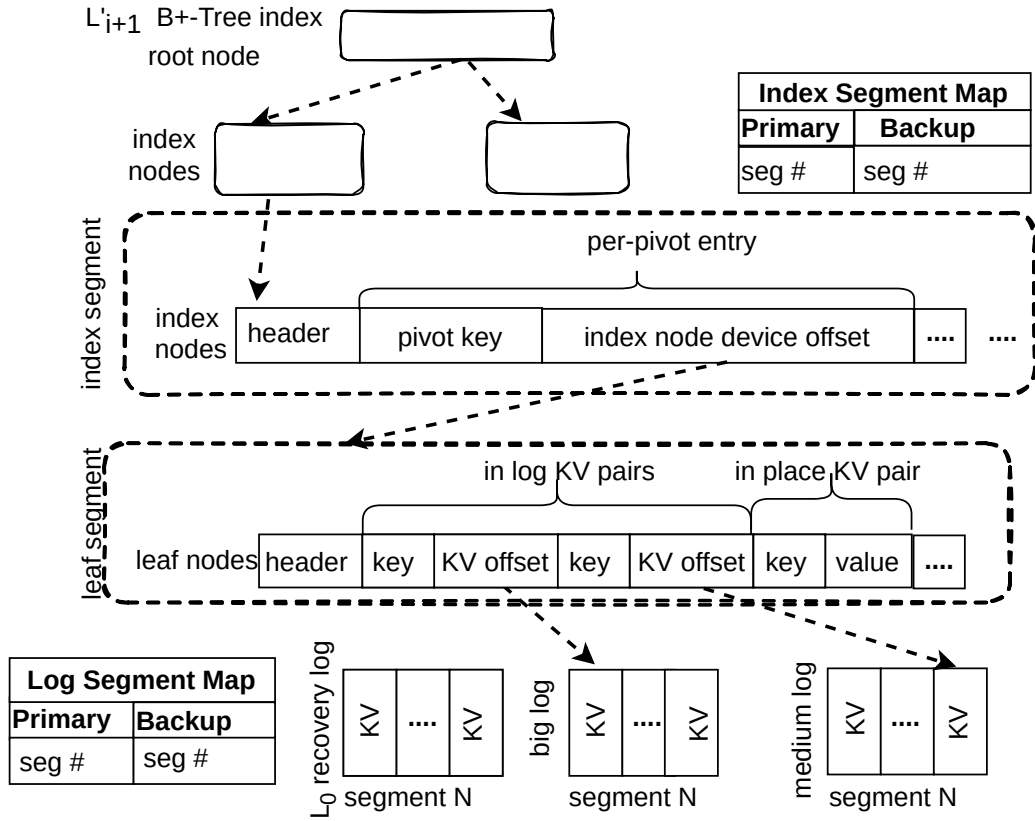 L'i+1 B+-Tree index
root node
Index Segment Map
Primary Backup
seg # seg #
index
nodes
index segment
per-pivot entry
index
nodes
header
pivot key
index node device offset
....
....
leaf segment
in log KV pairs
in place KV pair
leaf nodes
header
key
KV offset
key
KV offset
key
value
....
Log Segment Map
Primary Backup
seg # seg #
L0 recovery log
KV .... KV
segment N
big log
KV .... KV
segment N
medium log
KV .... KV
segment N